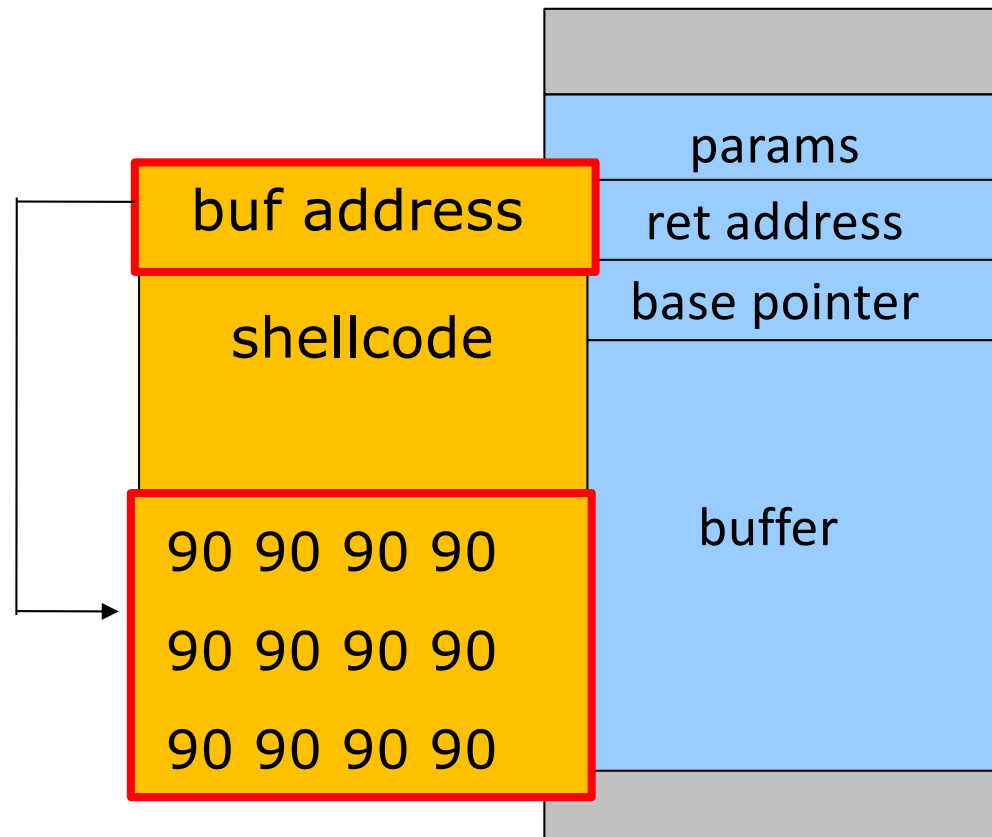 params
buf address
ret address
base pointer
shellcode
buffer
90 90 90 90
90 90 90 90
90 90 90 90